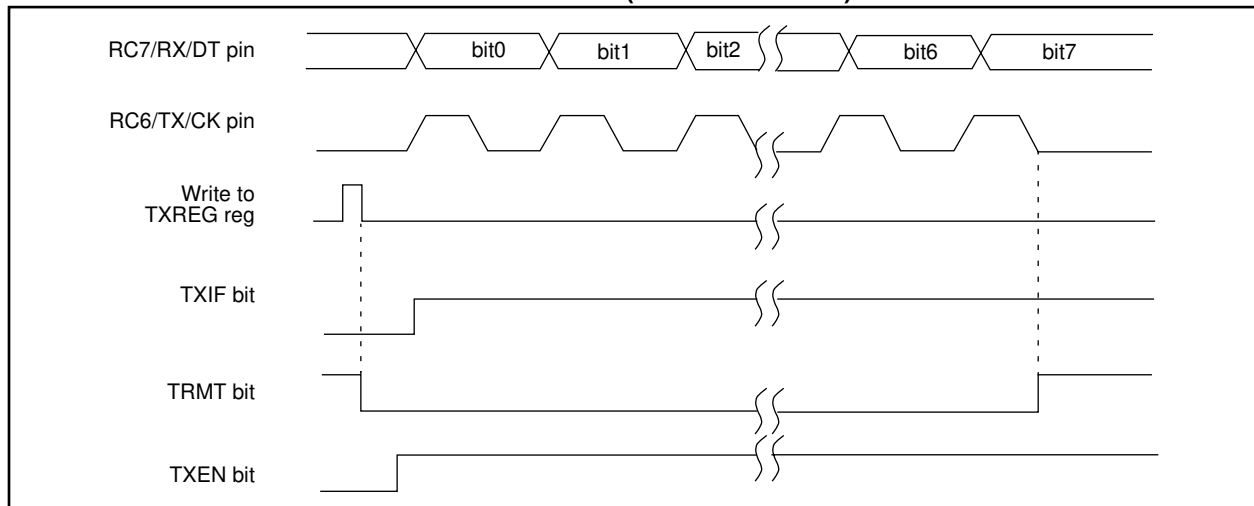 RC7/RX/DT pin
bit0 bit1 bit2 bit6 bit7
RC6/TX/CK pin
Write to
TXREG reg
TXIF bit
TRMT bit
TXEN bit